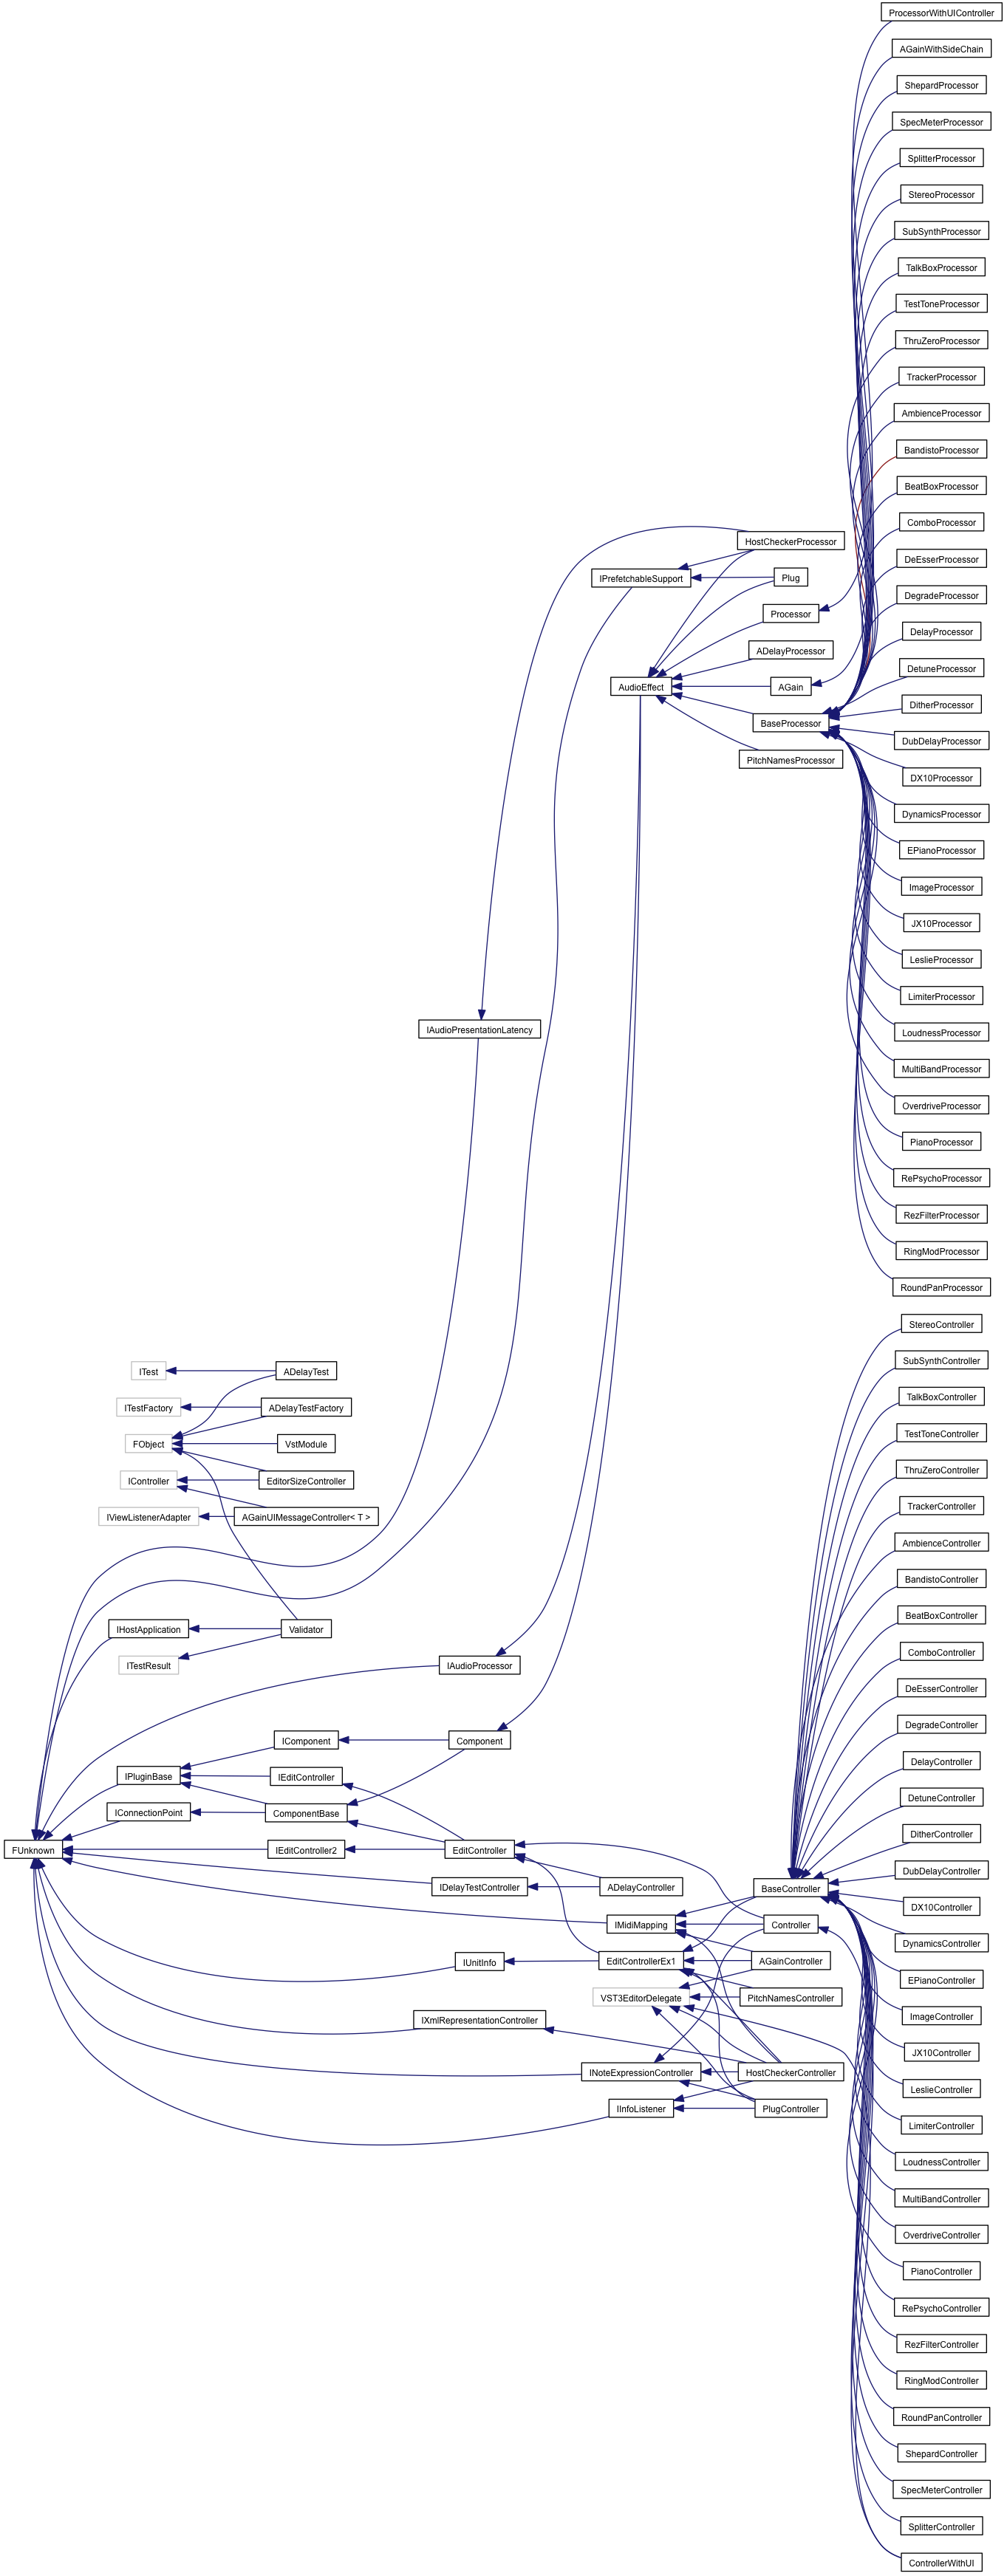 ProcessorWithUIController
AGainWithSideChain
ShepardProcessor
SpecMeterProcessor
SplitterProcessor
StereoProcessor
SubSynthProcessor
TalkBoxProcessor
TestToneProcessor
ThruZeroProcessor
TrackerProcessor
AmbienceProcessor
BandistoProcessor
BeatBoxProcessor
ComboProcessor
HostCheckerProcessor
DeEsserProcessor
IPrefetchableSupport
Plug
DegradeProcessor
Processor
DelayProcessor
ADelayProcessor
DetuneProcessor
AudioEffect
AGain
DitherProcessor
BaseProcessor
DubDelayProcessor
PitchNamesProcessor
DX10Processor
DynamicsProcessor
EPianoProcessor
ImageProcessor
JX10Processor
LeslieProcessor
LimiterProcessor
IAudioPresentationLatency
LoudnessProcessor
MultiBandProcessor
OverdriveProcessor
PianoProcessor
RePsychoProcessor
RezFilterProcessor
RingModProcessor
RoundPanProcessor
StereoController
ITest
ADelayTest
SubSynthController
ITestFactory
ADelayTestFactory
TalkBoxController
FObject
VstModule
TestToneController
IController
EditorSizeController
ThruZeroController
IViewListenerAdapter
AGainUIMessageController< T >
TrackerController
AmbienceController
BandistoController
IHostApplication
Validator
BeatBoxController
ITestResult
IAudioProcessor
ComboController
DeEsserController
IComponent
Component
DegradeController
IPluginBase
IEditController
DelayController
IConnectionPoint
ComponentBase
DetuneController
FUnknown
IEditController2
EditController
DitherController
IDelayTestController
ADelayController
BaseController
DubDelayController
IMidiMapping
Controller
DX10Controller
IUnitInfo
EditControllerEx1
AGainController
DynamicsController
VST3EditorDelegate
PitchNamesController
EPianoController
IXmlRepresentationController
ImageController
INoteExpressionController
HostCheckerController
JX10Controller
IInfoListener
PlugController
LeslieController
LimiterController
LoudnessController
MultiBandController
OverdriveController
PianoController
RePsychoController
RezFilterController
RingModController
RoundPanController
ShepardController
SpecMeterController
SplitterController
ControllerWithUI